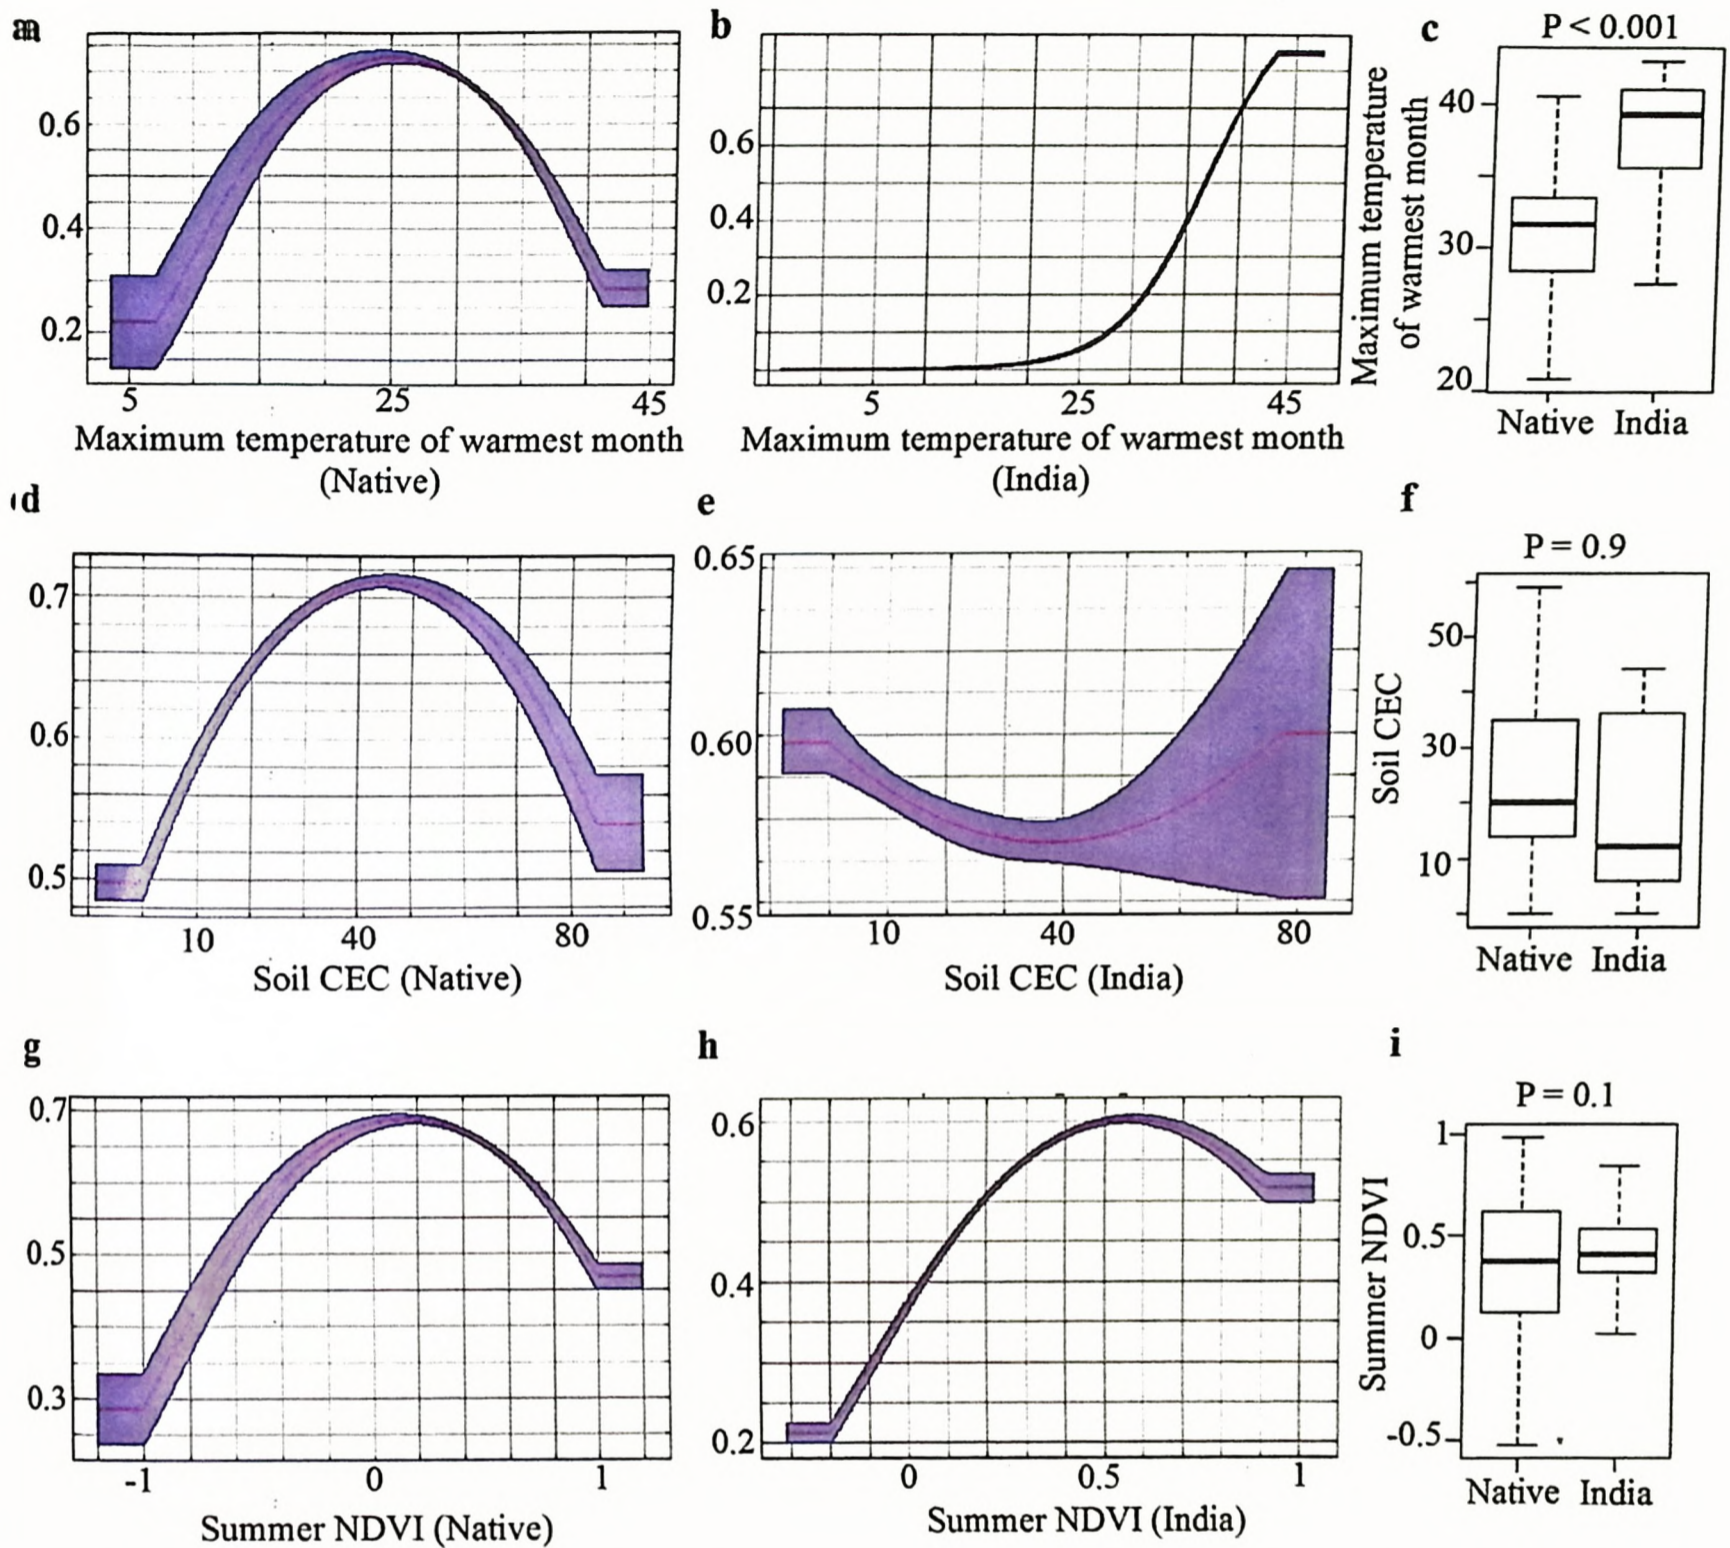 a
0.6
0.4
0.2
5 25 45
Maximum temperature of warmest month
(Native)
b
0.6
0.4
0.2
5 25 45
Maximum temperature of warmest month
(India)
c
P < 0.001
Maximum temperature
of warmest month
40
30
20
Native India
d
0.7
0.6
0.5
10 40 80
Soil CEC (Native)
e
0.65
0.60
0.55
10 40 80
Soil CEC (India)
f
P = 0.9
Soil CEC
50
30
10
Native India
g
0.7
0.5
0.3
-1 0 1
Summer NDVI (Native)
h
0.6
0.4
0.2
0 0.5 1
Summer NDVI (India)
i
P = 0.1
Summer NDVI
1
0.5
0
-0.5
Native India